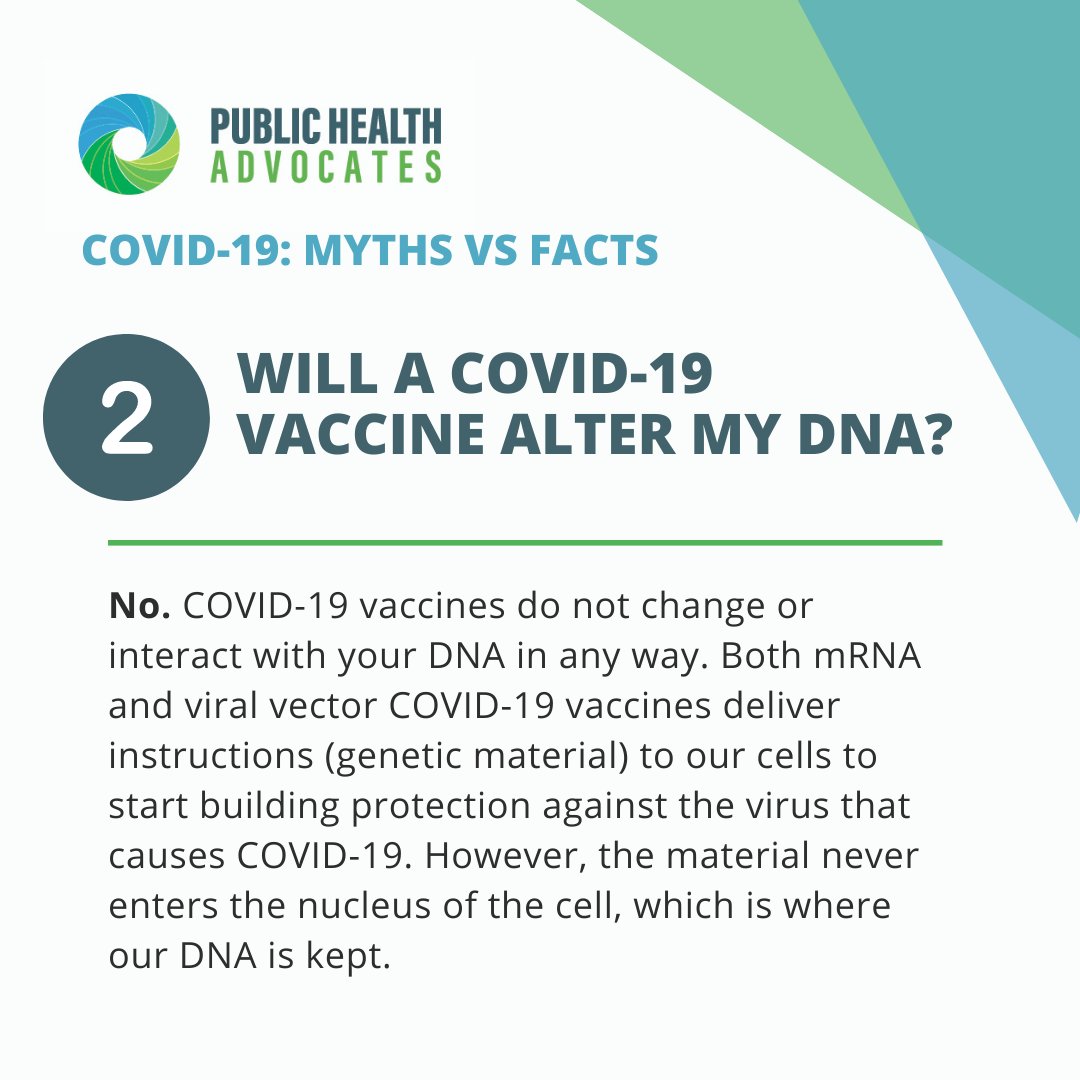 PUBLIC HEALTH
ADVOCATES
COVID-19: MYTHS VS FACTS
2
WILL A COVID-19
VACCINE ALTER MY DNA?
No. COVID-19 vaccines do not change or
interact with your DNA in any way. Both mRNA
and viral vector COVID-19 vaccines deliver
instructions (genetic material) to our cells to
start building protection against the virus that
causes COVID-19. However, the material never
enters the nucleus of the cell, which is where
our DNA is kept.